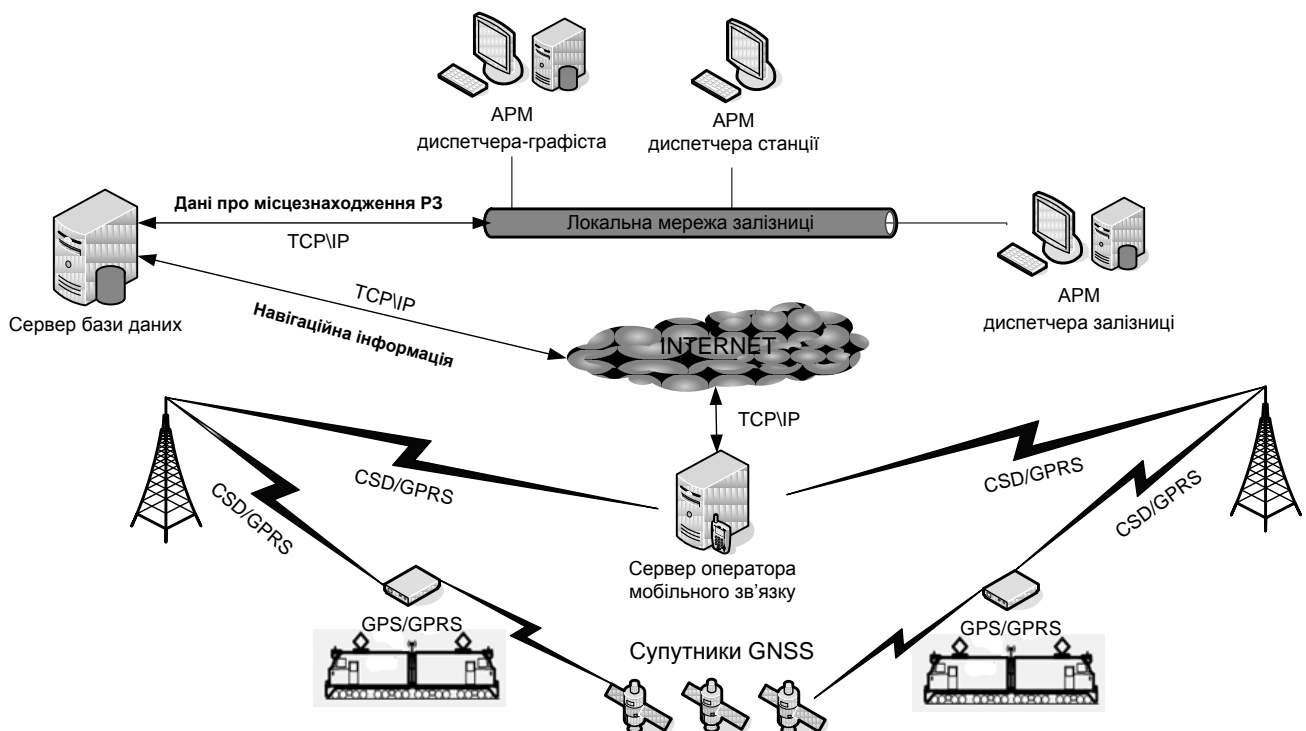 АРМ
диспетчера-графіста
АРМ
диспетчера станції
Дані про місцезнаходження РЗ
TCP\IP
Локальна мережа залізниці
Сервер бази даних
TCP\IP
Навігаційна інформація
АРМ
диспетчера залізниці
INTERNET
TCP\IP
CSD/GPRS
CSD/GPRS
CSD/GPRS
CSD/GPRS
Сервер оператора
мобільного зв'язку
GPS/GPRS
GPS/GPRS
Супутники GNSS